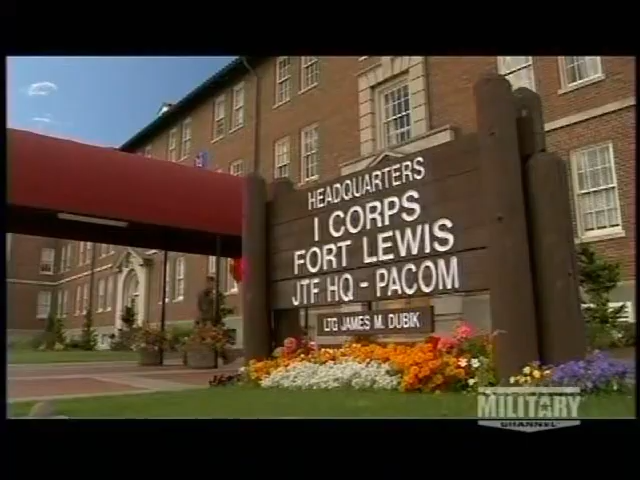 HEADQUARTERS
I CORPS
FORT LEWIS
JTF HQ - PACOM
LTG JAMES M. DUBIK
MILITARY
CHANNEL